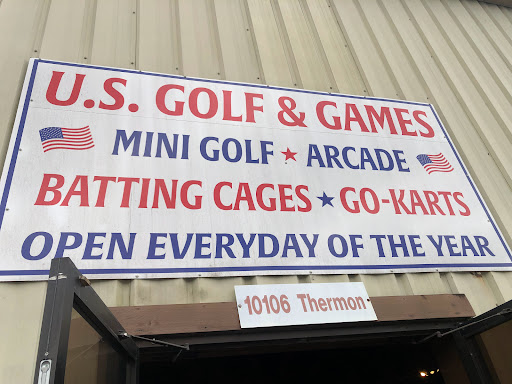 U.S. GOLF & GAMES
MINI GOLF ★ ARCADE
BATTING CAGES ★ GO-KARTS
OPEN EVERYDAY OF THE YEAR
10106 Thermon